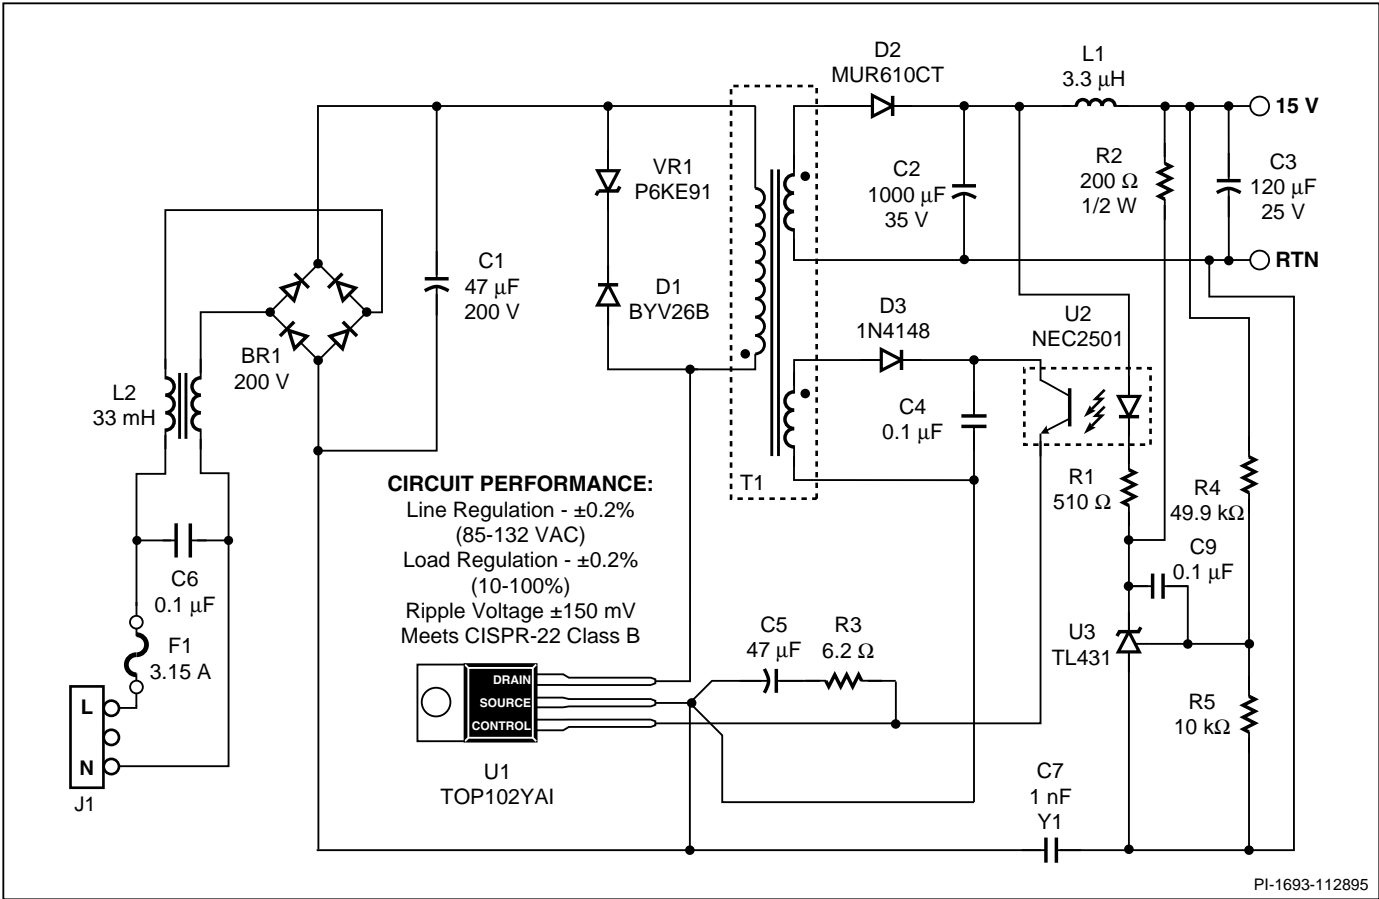 D2
MUR610CT
L1
3.3 μH
15 V
VR1
P6KE91
C2
1000 μF
35 V
R2
200 Ω
1/2 W
C3
120 μF
25 V
RTN
C1
47 μF
200 V
D1
BYV26B
D3
1N4148
U2
NEC2501
BR1
200 V
L2
33 mH
C4
0.1 μF
T1
R1
510 Ω
R4
49.9 kΩ
CIRCUIT PERFORMANCE:
Line Regulation - ±0.2%
(85-132 VAC)
Load Regulation - ±0.2%
(10-100%)
Ripple Voltage ±150 mV
Meets CISPR-22 Class B
C9
0.1 μF
C6
0.1 μF
F1
3.15 A
C5
47 μF
R3
6.2 Ω
U3
TL431
DRAIN
SOURCE
CONTROL
L
N
J1
R5
10 kΩ
U1
TOP102YAI
C7
1 nF
Y1
PI-1693-112895